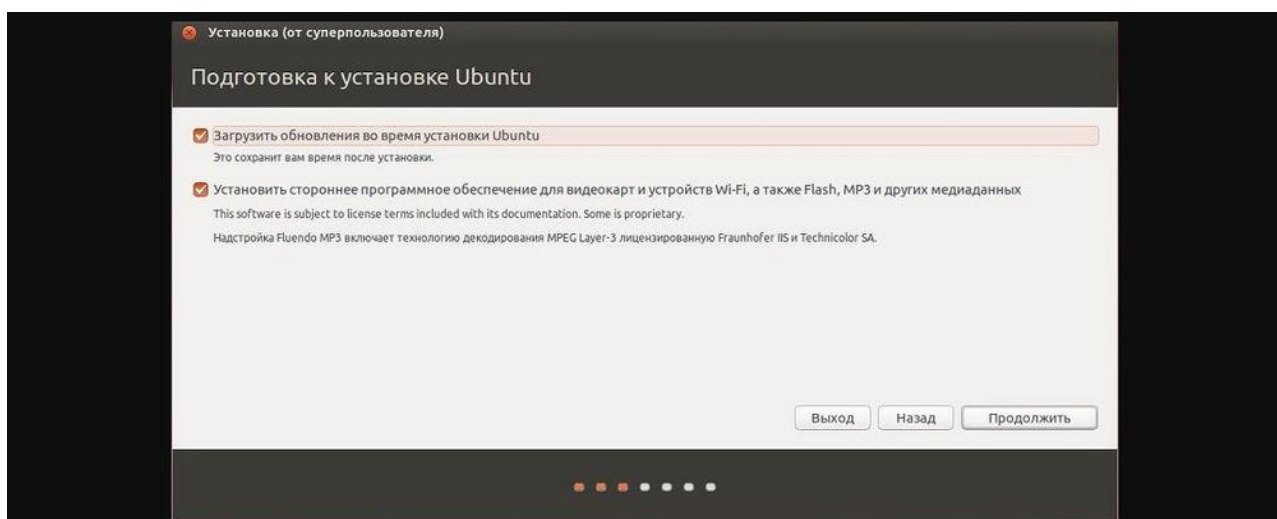 Установка (от суперпользователя)
Подготовка к установке Ubuntu
Загрузить обновления во время установки Ubuntu
Это сохранит вам время после установки.
Установить стороннее программное обеспечение для видеокарт и устройств Wi-Fi, а также Flash, MP3 и других медиаданных
This software is subject to license terms included with its documentation. Some is proprietary.
Надстройка Fluendo MP3 включает технологию декодирования MPEG Layer-3 лицензированную Fraunhofer IIS и Technicolor SA.
Выход Назад Продолжить